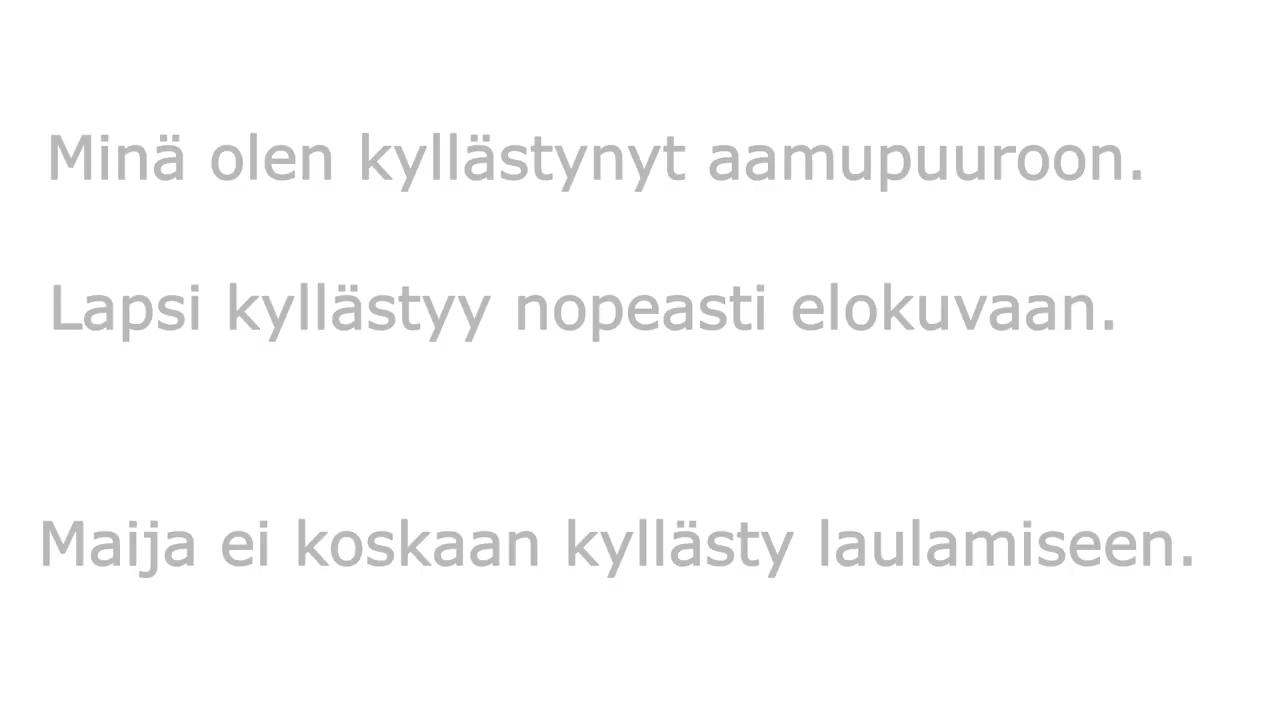 Minä olen kyllästynyt aamupuuroon.
Lapsi kyllästyy nopeasti elokuvaan.
Maija ei koskaan kyllästy laulamiseen.